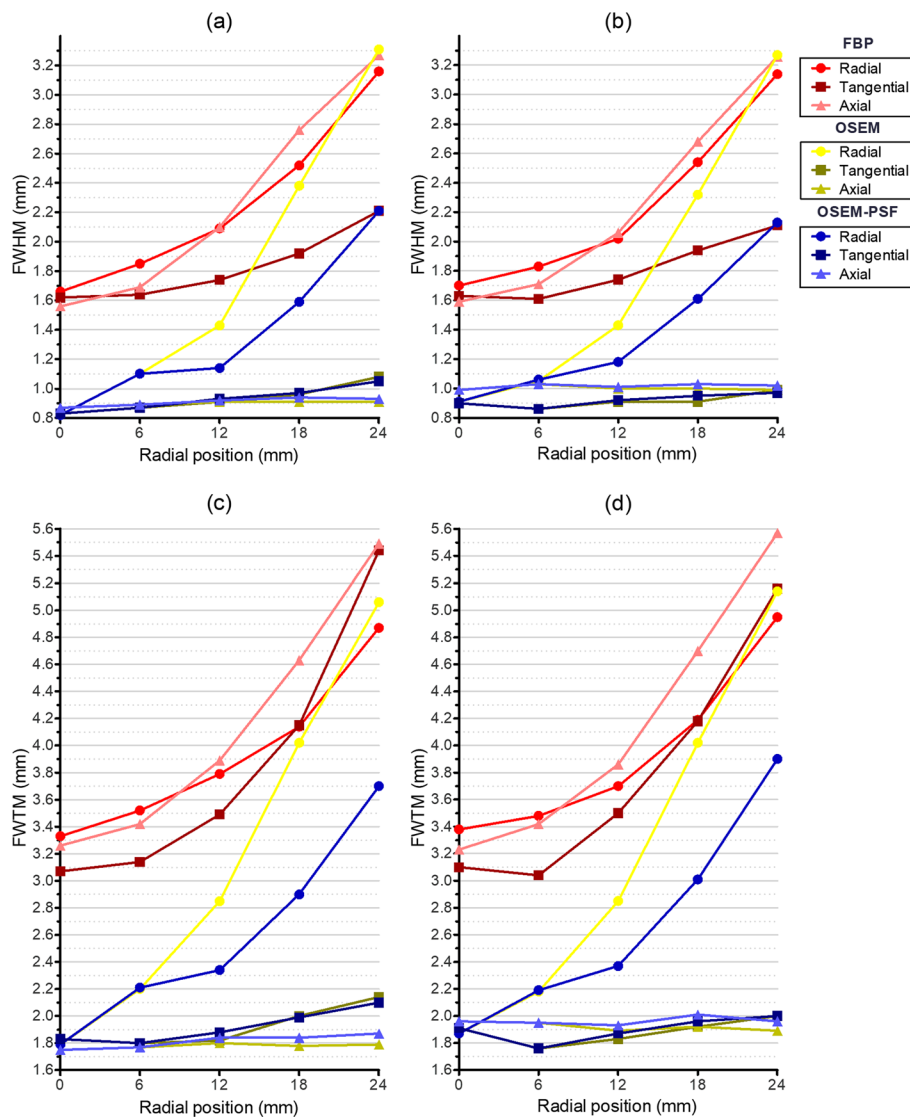 (a)
(b)
FWHM (mm)
3.2
3.0
2.8
2.6
2.4
2.2
2.0
1.8
1.6
1.4
1.2
1.0
0.8
0 6 12 18 24
Radial position (mm)
FWHM (mm)
3.2
3.0
2.8
2.6
2.4
2.2
2.0
1.8
1.6
1.4
1.2
1.0
0.8
0 6 12 18 24
Radial position (mm)
FBP
Radial
Tangential
Axial
OSEM
Radial
Tangential
Axial
OSEM-PSF
Radial
Tangential
Axial
(c)
(d)
FWTM (mm)
5.6
5.4
5.2
5.0
4.8
4.6
4.4
4.2
4.0
3.8
3.6
3.4
3.2
3.0
2.8
2.6
2.4
2.2
2.0
1.8
1.6
0 6 12 18 24
Radial position (mm)
FWTM (mm)
5.6
5.4
5.2
5.0
4.8
4.6
4.4
4.2
4.0
3.8
3.6
3.4
3.2
3.0
2.8
2.6
2.4
2.2
2.0
1.8
1.6
0 6 12 18 24
Radial position (mm)